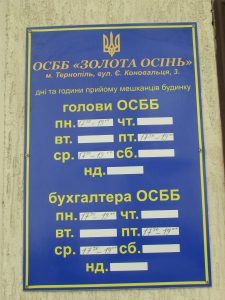 ОСББ «ЗОЛОТА ОСІНЬ»
м. Тернопіль, вул. Є. Коновальця, 3.
дні та години прийому мешканців будинку
голови ОСББ
пн. чт.
вт. пт.
ср. сб.
нд.
бухгалтера ОСББ
пн. чт.
вт. пт.
ср. сб.
нд.